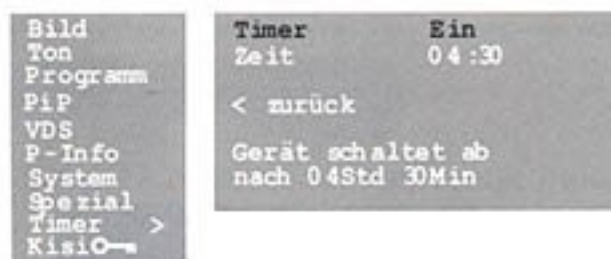 Bild
Ton
Programm
PiP
VDS
P-Info
System
Spezial
Timer >
Kisi
Timer Ein
Zeit 04:30
< zurück
Gerät schaltet ab
nach 04Std 30Min